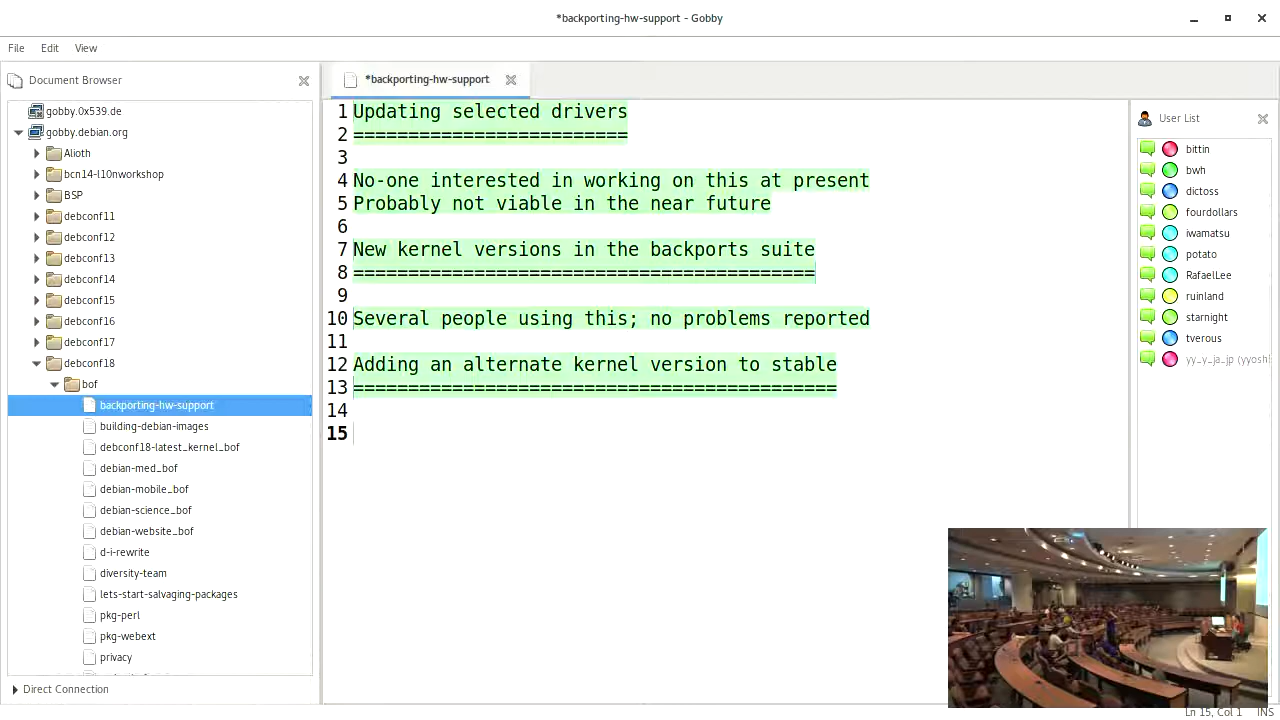 *backporting-hw-support - Gobby
File Edit View
Document Browser
gobby.0x539.de
gobby.debian.org
Alioth
bcn14-l10nworkshop
BSP
debconf11
debconf12
debconf13
debconf14
debconf15
debconf16
debconf17
debconf18
bof
backporting-hw-support
building-debian-images
debconf18-latest_kernel_bof
debian-med_bof
debian-mobile_bof
debian-science_bof
debian-website_bof
d-i-rewrite
diversity-team
lets-start-salvaging-packages
pkg-perl
pkg-webext
privacy
Direct Connection
*backporting-hw-support
1 Updating selected drivers
2 =========================
3
4 No-one interested in working on this at present
5 Probably not viable in the near future
6
7 New kernel versions in the backports suite
8 ==========================================
9
10 Several people using this; no problems reported
11
12 Adding an alternate kernel version to stable
13 ============================================
14
15
User List
bittin
bwh
dictoss
fourdollars
iwamatsu
potato
RafaelLee
ruinland
starnight
tverous
yy_y_ja_jp
Ln 15, Col 1 INS